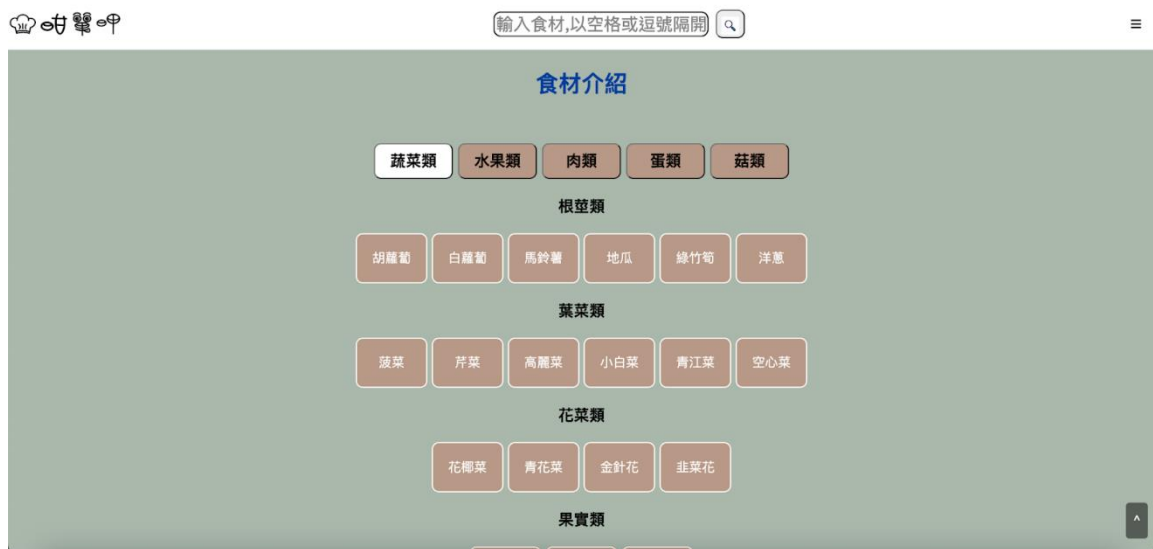 輸入食材,以空格或逗號隔開
食材介紹
蔬菜類 水果類 肉類 蛋類 菇類
根莖類
胡蘿蔔 白蘿蔔 馬鈴薯 地瓜 綠竹筍 洋蔥
葉菜類
菠菜 芹菜 高麗菜 小白菜 青江菜 空心菜
花菜類
花椰菜 青花菜 金針花 韭菜花
果實類